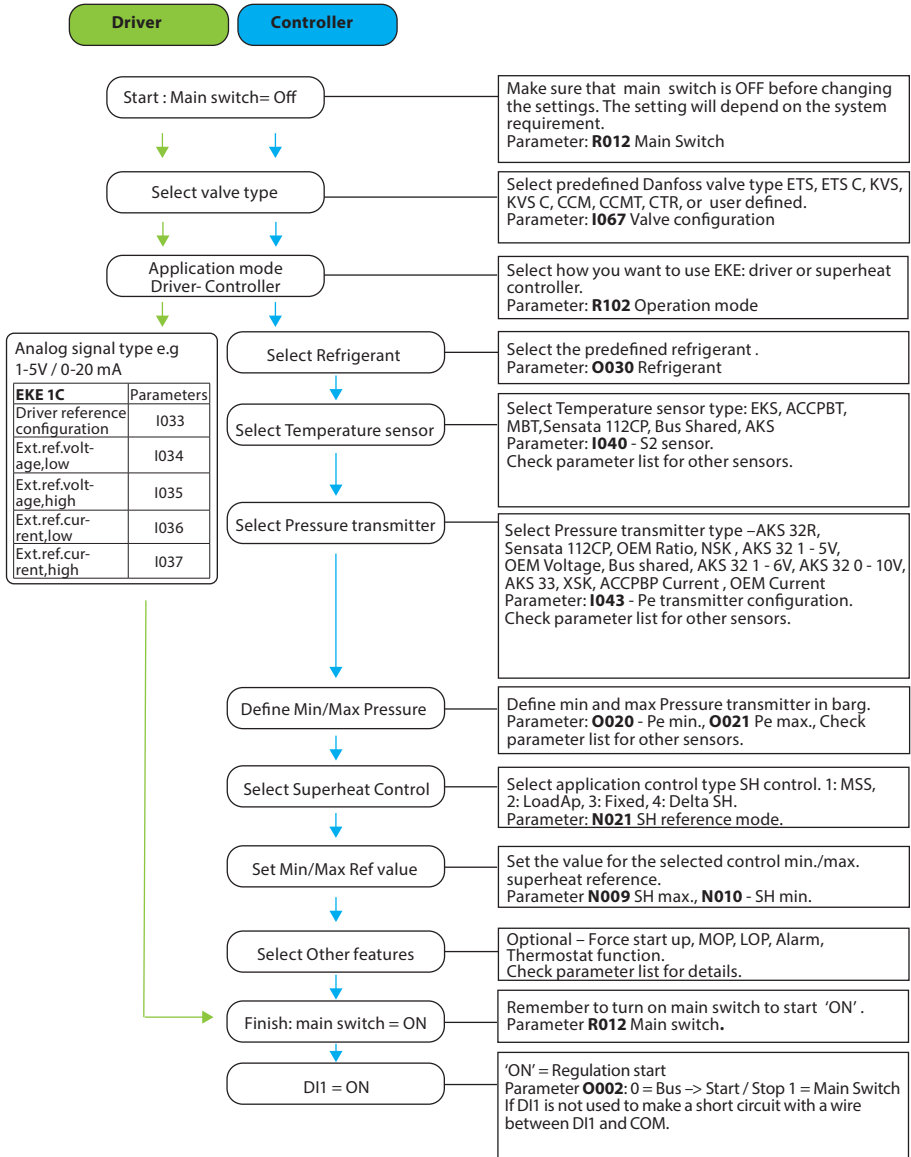 Driver
Controller
Start : Main switch= Off
Make sure that main switch is OFF before changing
the settings. The setting will depend on the system
requirement.
Parameter: R012 Main Switch
Select valve type
Select predefined Danfoss valve type ETS, ETS C, KVS,
KVS C, CCM, CCMT, CTR, or user defined.
Parameter: I067 Valve configuration
Application mode
Driver- Controller
Select how you want to use EKE: driver or superheat
controller.
Parameter: R102 Operation mode
Analog signal type e.g
1-5V / 0-20 mA
EKE 1C Parameters
Driver reference
configuration I033
Ext.ref.volt-
age,low I034
Ext.ref.volt-
age,high I035
Ext.ref.cur-
rent,low I036
Ext.ref.cur-
rent,high I037
Select Refrigerant
Select the predefined refrigerant .
Parameter: O030 Refrigerant
Select Temperature sensor
Select Temperature sensor type: EKS, ACCPBT,
MBT,Sensata 112CP, Bus Shared, AKS
Parameter: I040 - S2 sensor.
Check parameter list for other sensors.
Select Pressure transmitter
Select Pressure transmitter type –AKS 32R,
Sensata 112CP, OEM Ratio, NSK , AKS 32 1 - 5V,
OEM Voltage, Bus shared, AKS 32 1 - 6V, AKS 32 0 - 10V,
AKS 33, XSK, ACCPBP Current , OEM Current
Parameter: I043 - Pe transmitter configuration.
Check parameter list for other sensors.
Define Min/Max Pressure
Define min and max Pressure transmitter in barg.
Parameter: O020 - Pe min., O021 Pe max., Check
parameter list for other sensors.
Select Superheat Control
Select application control type SH control. 1: MSS,
2: LoadAp, 3: Fixed, 4: Delta SH.
Parameter: N021 SH reference mode.
Set Min/Max Ref value
Set the value for the selected control min./max.
superheat reference.
Parameter N009 SH max., N010 - SH min.
Select Other features
Optional – Force start up, MOP, LOP, Alarm,
Thermostat function.
Check parameter list for details.
Finish: main switch = ON
Remember to turn on main switch to start 'ON' .
Parameter R012 Main switch.
DI1 = ON
'ON' = Regulation start
Parameter O002: 0 = Bus –> Start / Stop 1 = Main Switch
If DI1 is not used to make a short circuit with a wire
between DI1 and COM.